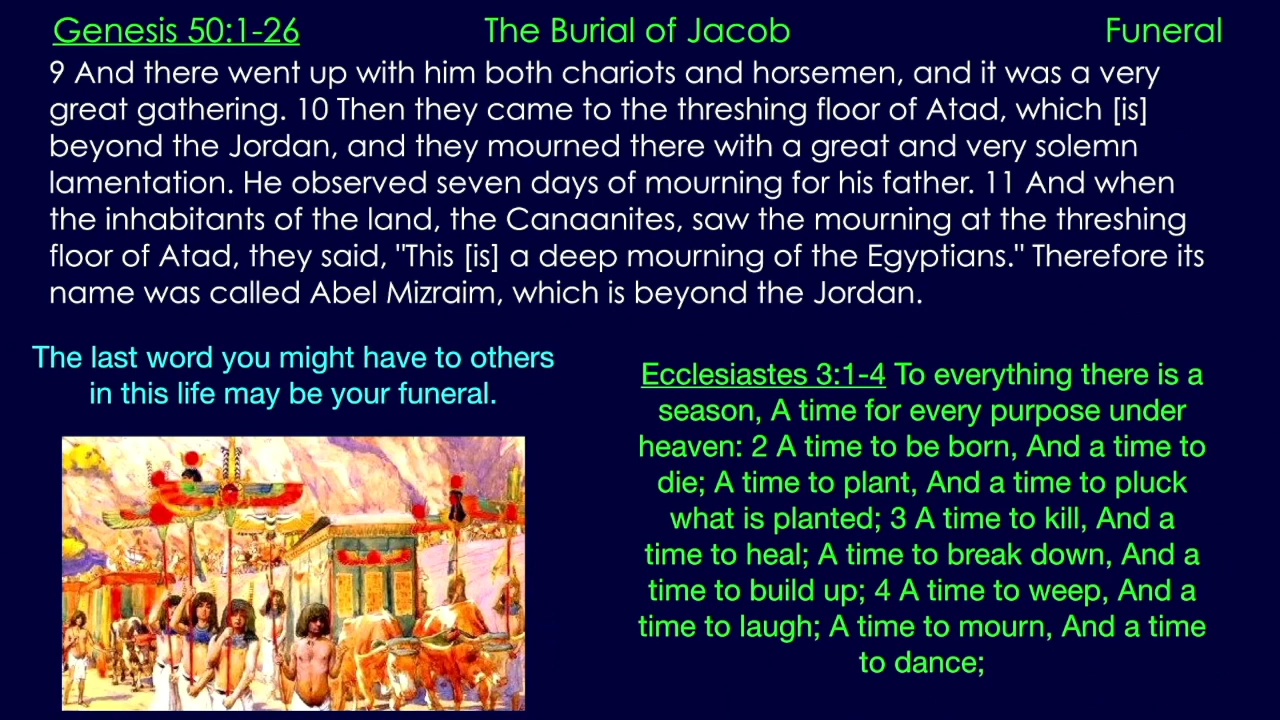 Genesis 50:1-26 The Burial of Jacob Funeral
9 And there went up with him both chariots and horsemen, and it was a very
great gathering. 10 Then they came to the threshing floor of Atad, which [is]
beyond the Jordan, and they mourned there with a great and very solemn
lamentation. He observed seven days of mourning for his father. 11 And when
the inhabitants of the land, the Canaanites, saw the mourning at the threshing
floor of Atad, they said, "This [is] a deep mourning of the Egyptians." Therefore its
name was called Abel Mizraim, which is beyond the Jordan.
The last word you might have to others
in this life may be your funeral.
Ecclesiastes 3:1-4 To everything there is a
season, A time for every purpose under
heaven: 2 A time to be born, And a time to
die; A time to plant, And a time to pluck
what is planted; 3 A time to kill, And a
time to heal; A time to break down, And a
time to build up; 4 A time to weep, And a
time to laugh; A time to mourn, And a time
to dance;